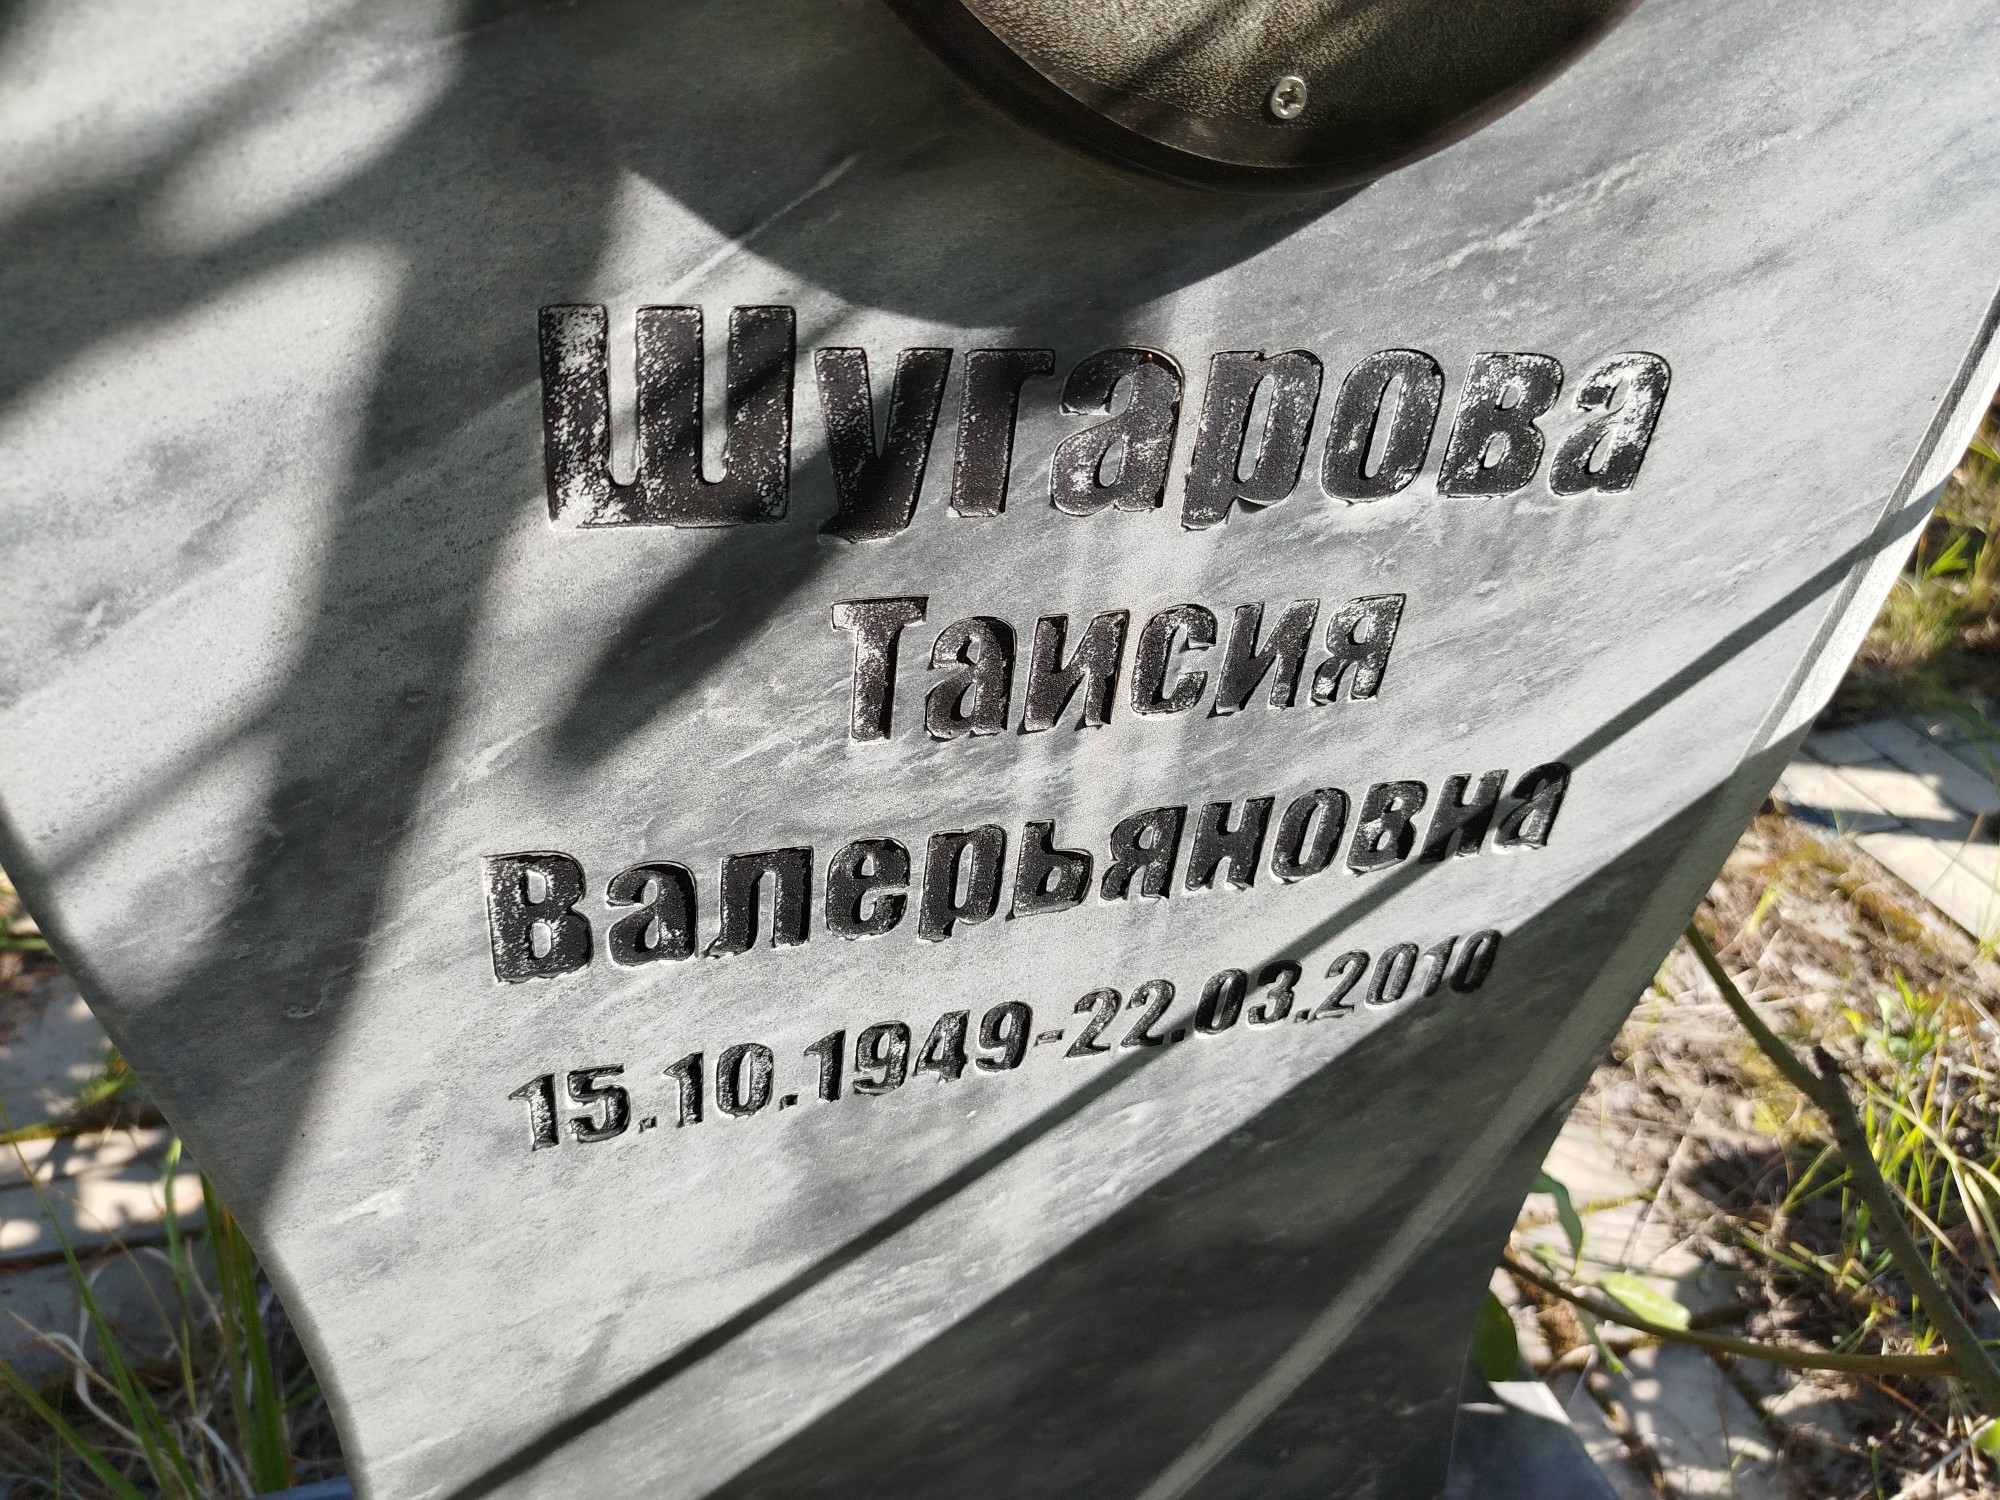 Шугарова
Таисия
Валерьяновна
15.10.1949-22.03.2010